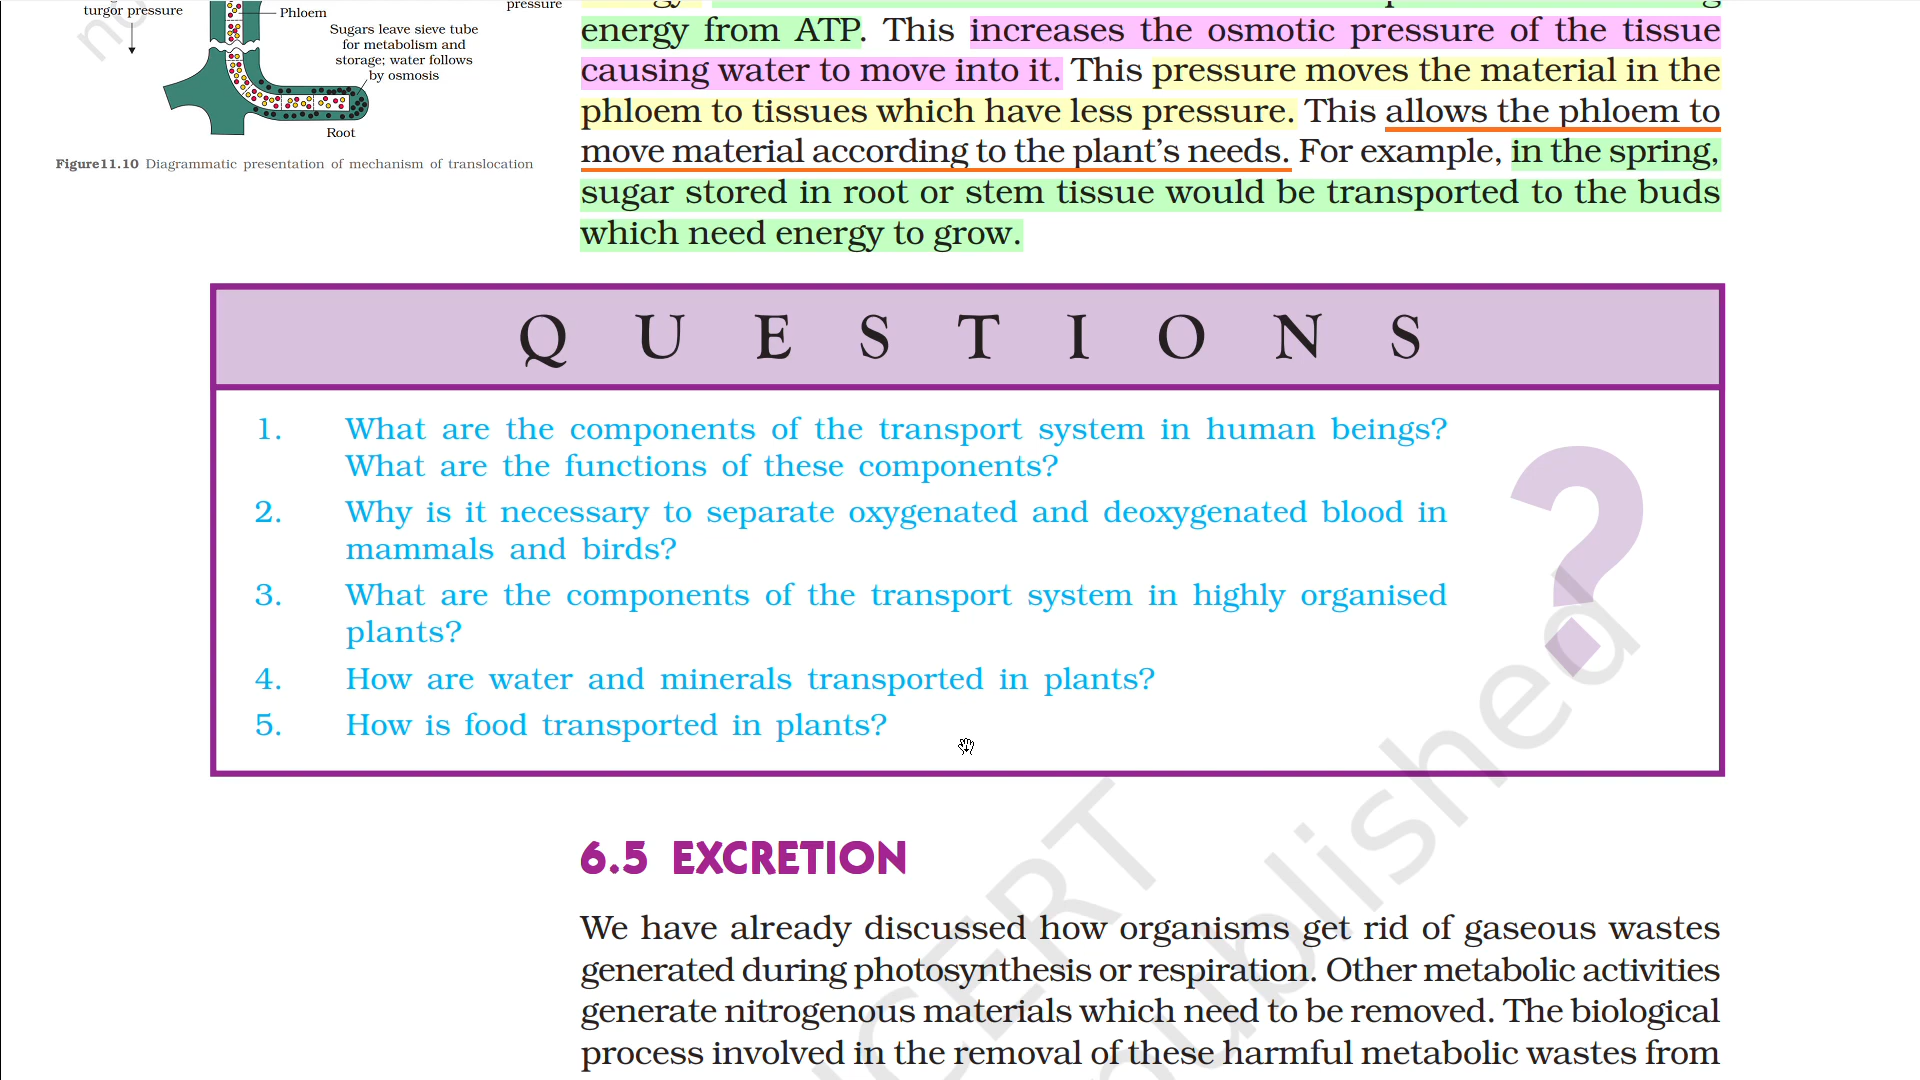 turgor pressure
Phloem
pressure
Sugars leave sieve tube
for metabolism and
storage; water follows
by osmosis
Root
Figure11.10 Diagrammatic presentation of mechanism of translocation
energy from ATP. This increases the osmotic pressure of the tissue
causing water to move into it. This pressure moves the material in the
phloem to tissues which have less pressure. This allows the phloem to
move material according to the plant’s needs. For example, in the spring,
sugar stored in root or stem tissue would be transported to the buds
which need energy to grow.
Q U E S T I O N S
1. What are the components of the transport system in human beings?
What are the functions of these components?
2. Why is it necessary to separate oxygenated and deoxygenated blood in
mammals and birds?
3. What are the components of the transport system in highly organised
plants?
4. How are water and minerals transported in plants?
5. How is food transported in plants?
?
6.5 EXCRETION
We have already discussed how organisms get rid of gaseous wastes
generated during photosynthesis or respiration. Other metabolic activities
generate nitrogenous materials which need to be removed. The biological
process involved in the removal of these harmful metabolic wastes from